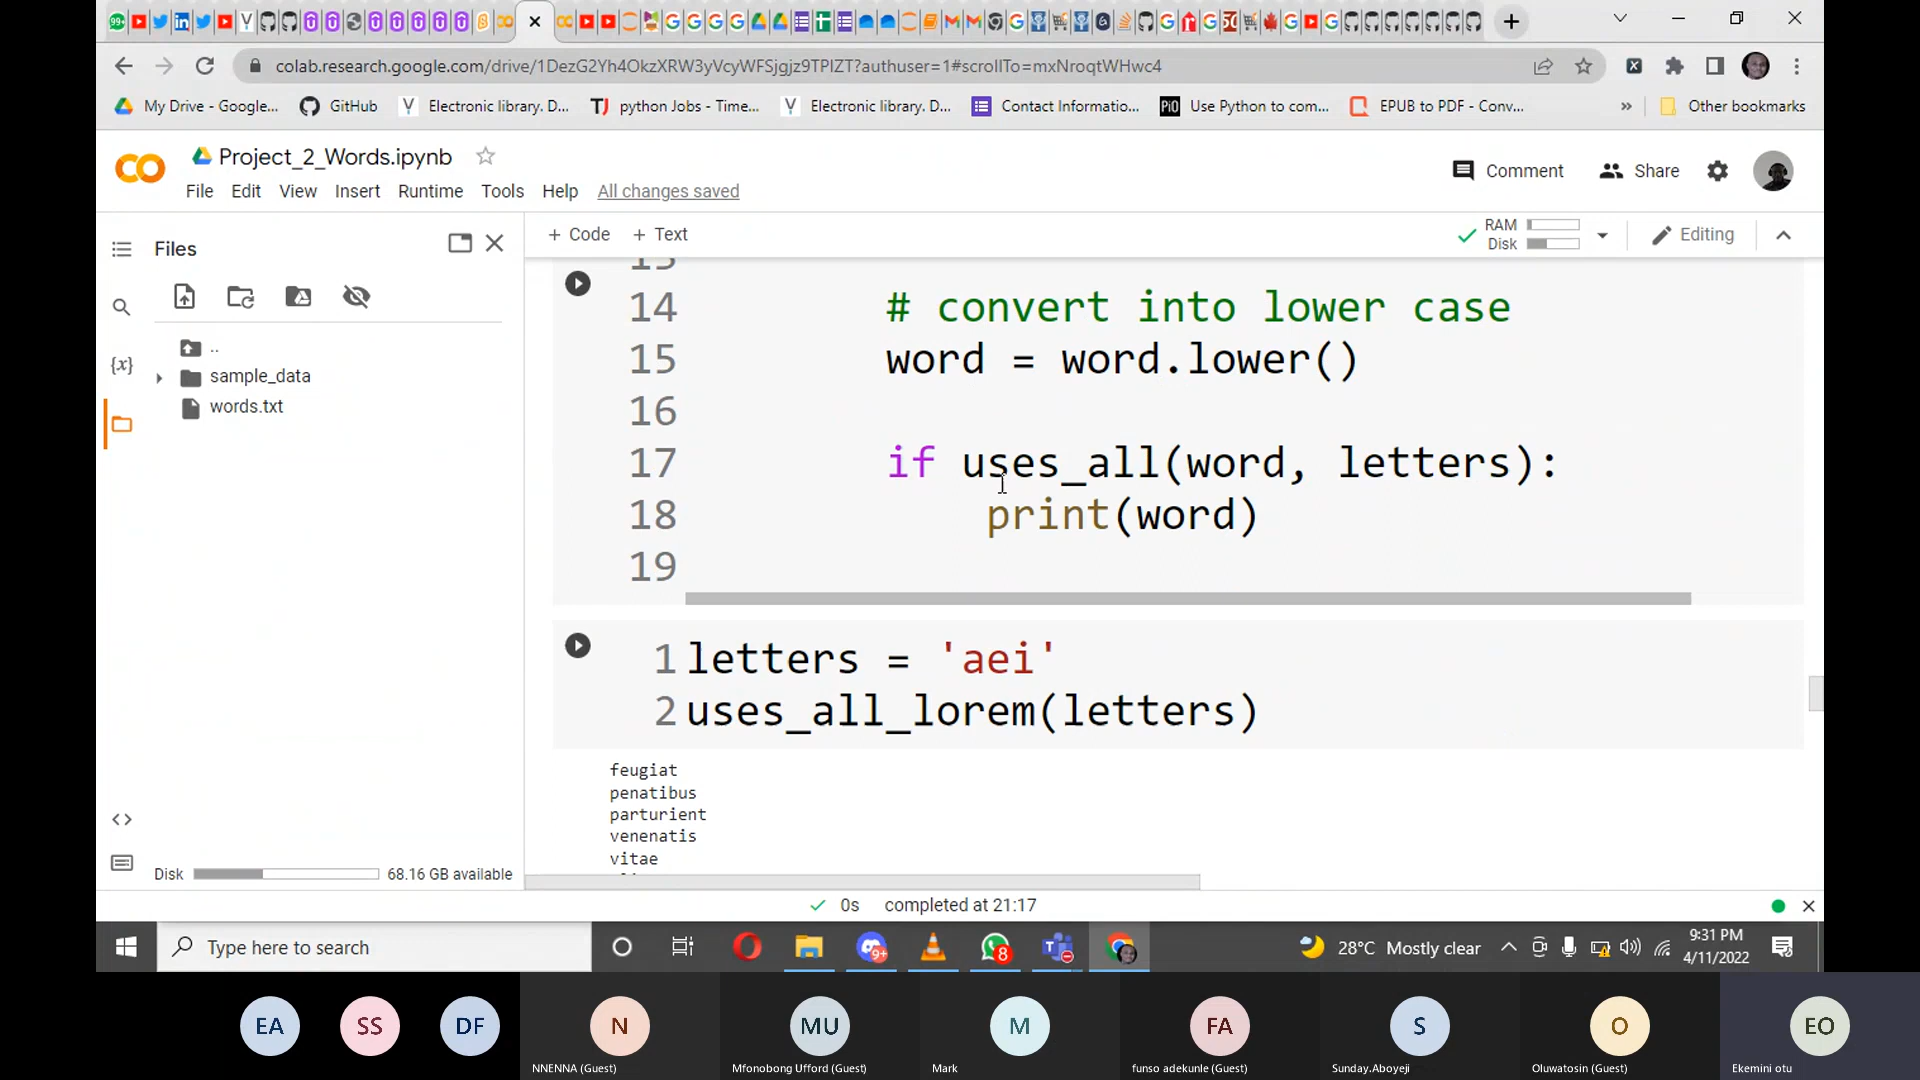 99+
colab.research.google.com/drive/1DezG2Yh4OkzXRW3yVcyWFSjgjz9TPIZT?authuser=1#scrollTo=mxNroqtWHwc4
My Drive - Google...
GitHub
Electronic library. D...
python Jobs - Time...
Electronic library. D...
Contact Informatio...
Use Python to com...
EPUB to PDF - Conv...
»
Other bookmarks
Project_2_Words.ipynb
Comment
Share
File Edit View Insert Runtime Tools Help All changes saved
Files
+ Code + Text
RAM
Disk
Editing
..
sample_data
words.txt
14 # convert into lower case
15 word = word.lower()
16
17 if uses_all(word, letters):
18 print(word)
19
1 letters = 'aei'
2 uses_all_lorem(letters)
feugiat
penatibus
parturient
venenatis
vitae
Disk 68.16 GB available
0s completed at 21:17
Type here to search
28°C Mostly clear
9:31 PM
4/11/2022
EA
SS
DF
N
MU
M
FA
S
O
EO
NNENNA (Guest)
Mfonobong Ufford (Guest)
Mark
funso adekunle (Guest)
Sunday.Aboyeji
Oluwatosin (Guest)
Ekemini otu